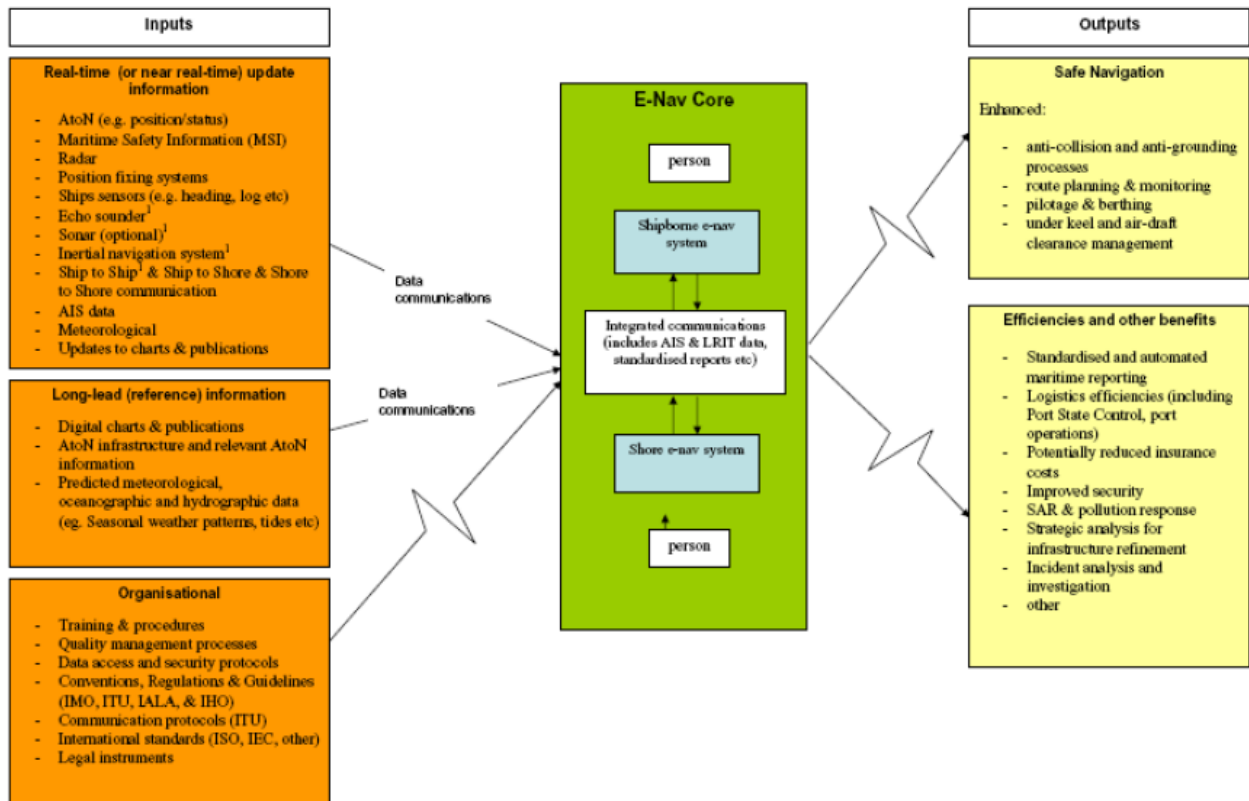 Inputs
Real-time (or near real-time) update
information
- AtoN (e.g. position/status)
- Maritime Safety Information (MSI)
- Radar
- Position fixing systems
- Ships sensors (e.g. heading, log etc)
- Echo sounder¹
- Sonar (optional)¹
- Inertial navigation system¹
- Ship to Ship¹ & Ship to Shore & Shore
to Shore communication
- AIS data
- Meteorological
- Updates to charts & publications
Long-lead (reference) information
- Digital charts & publications
- AtoN infrastructure and relevant AtoN
information
- Predicted meteorological,
oceanographic and hydrographic data
(eg. Seasonal weather patterns, tides etc)
Organisational
- Training & procedures
- Quality management processes
- Data access and security protocols
- Conventions, Regulations & Guidelines
(IMO, ITU, IALA, & IHO)
- Communication protocols (ITU)
- International standards (ISO, IEC, other)
- Legal instruments
Data
communications
Data
communications
E-Nav Core
person
Shipborne e-nav
system
Integrated communications
(includes AIS & LRIT data,
standardised reports etc)
Shore e-nav system
person
Outputs
Safe Navigation
Enhanced:
- anti-collision and anti-grounding
processes
- route planning & monitoring
- pilotage & berthing
- under keel and air-draft
clearance management
Efficiencies and other benefits
- Standardised and automated
maritime reporting
- Logistics efficiencies (including
Port State Control, port
operations)
- Potentially reduced insurance
costs
- Improved security
- SAR & pollution response
- Strategic analysis for
infrastructure refinement
- Incident analysis and
investigation
- other